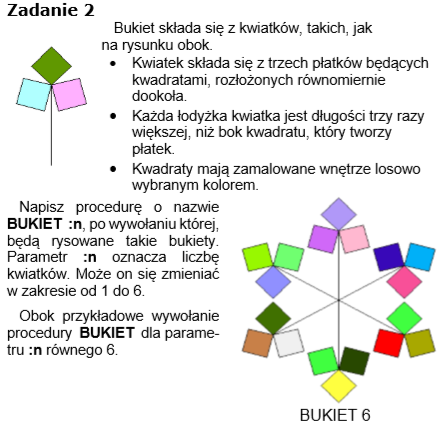 Zadanie 2
Bukiet składa się z kwiatków, takich, jak
na rysunku obok.
• Kwiatek składa się z trzech płatków będących
kwadratami, rozłożonych równomiernie
dookoła.
• Każda łodyżka kwiatka jest długości trzy razy
większej, niż bok kwadratu, który tworzy
płatek.
• Kwadraty mają zamalowane wnętrze losowo
wybranym kolorem.
Napisz procedurę o nazwie
BUKIET :n, po wywołaniu której,
będą rysowane takie bukiety.
Parametr :n oznacza liczbę
kwiatków. Może on się zmieniać
w zakresie od 1 do 6.
Obok przykładowe wywołanie
procedury BUKIET dla parame-
tru :n równego 6.
BUKIET 6